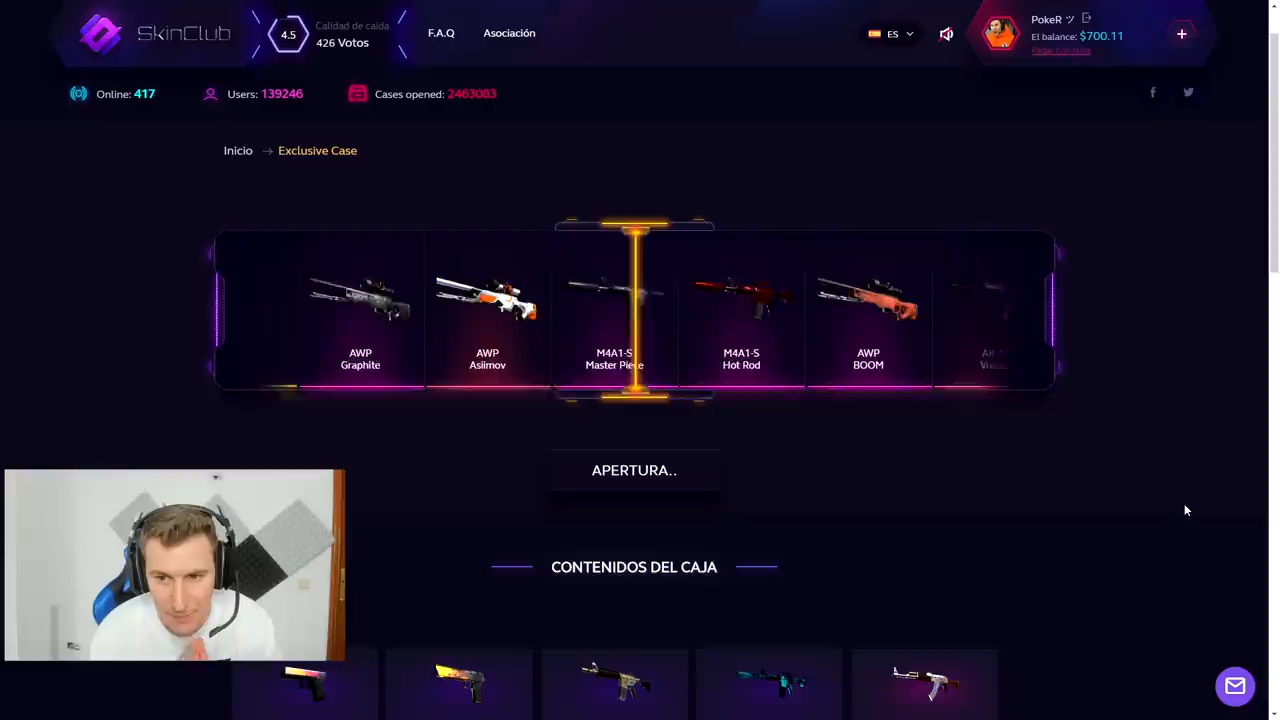 SkinClub
4.5
Calidad de caída
426 Votos
F.A.Q
Asociación
ES
PokeR ツ
El balance: $700.11
Online: 417
Users: 139246
Cases opened: 2463083
Inicio → Exclusive Case
AWP
Graphite
AWP
Asiimov
M4A1-S
Master Piece
M4A1-S
Hot Rod
AWP
BOOM
APERTURA..
CONTENIDOS DEL CAJA